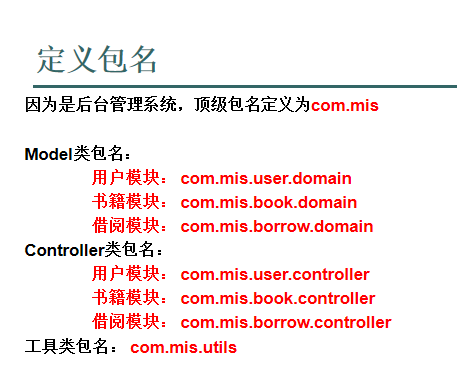 定义包名
因为是后台管理系统，顶级包名定义为com.mis
Model类包名：
用户模块： com.mis.user.domain
书籍模块： com.mis.book.domain
借阅模块： com.mis.borrow.domain
Controller类包名：
用户模块： com.mis.user.controller
书籍模块： com.mis.book.controller
借阅模块： com.mis.borrow.controller
工具类包名： com.mis.utils